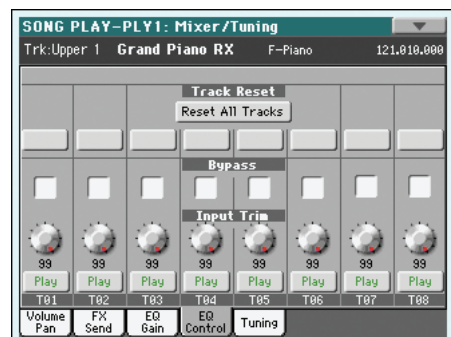 SONG PLAY-PLY1: Mixer/Tuning
Trk:Upper 1 Grand Piano RX F-Piano 121.010.000
Track Reset
Reset All Tracks
Bypass
Input Trim
99 99 99 99 99 99 99 99
Play Play Play Play Play Play Play Play
T01 T02 T03 T04 T05 T06 T07 T08
Volume Pan FX Send EQ Gain EQ Control Tuning